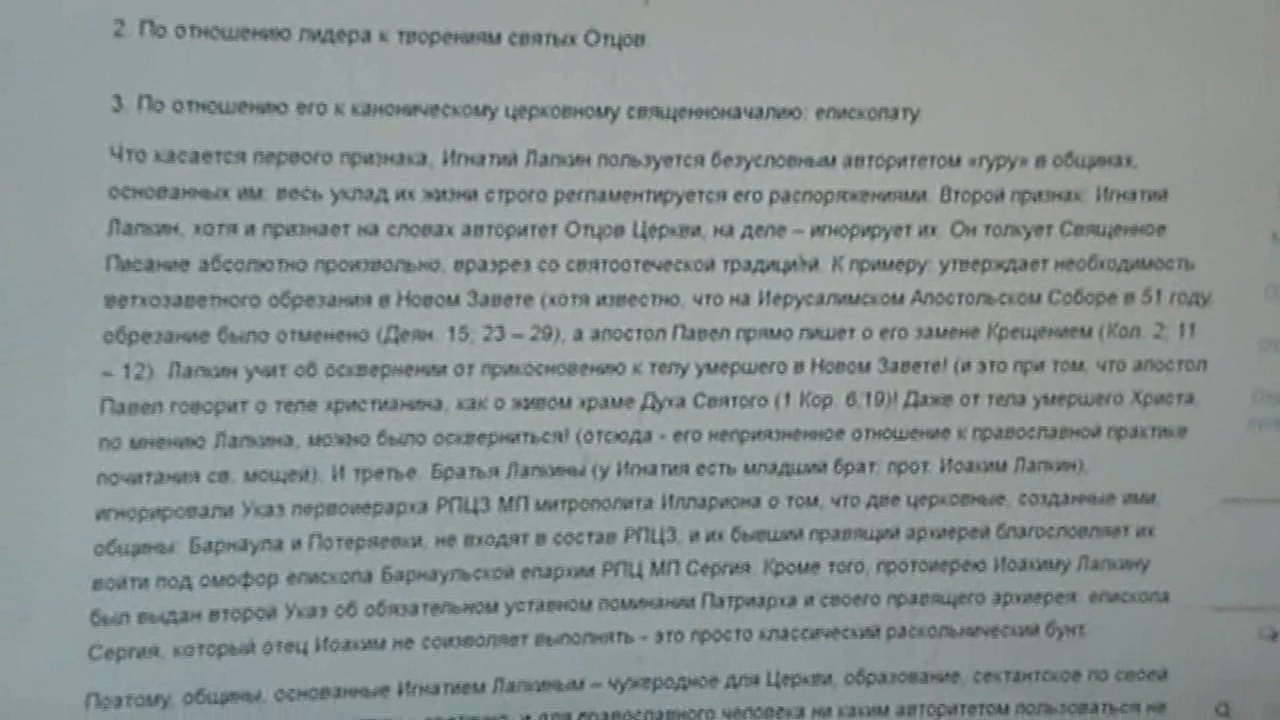 2. По отношению лидера к творениям святых Отцов.
3. По отношению его к каноническому церковному священноначалию: епископату
Что касается первого признака, Игнатий Лапкин пользуется безусловным авторитетом «гуру» в общинах,
основанных им: весь уклад их жизни строго регламентируется его распоряжениями. Второй признак: Игнатий
Лапкин, хотя и признает на словах авторитет Отцов Церкви, на деле – игнорирует их. Он толкует Священное
Писание абсолютно произвольно, вразрез со святоотеческой традицией. К примеру: утверждает необходимость
ветхозаветного обрезания в Новом Завете (хотя известно, что на Иерусалимском Апостольском Соборе в 51 году
обрезание было отменено (Деян. 15; 23 – 29), а апостол Павел прямо пишет о его замене Крещением (Кол. 2; 11
– 12). Лапкин учит об осквернении от прикосновению к телу умершего в Новом Завете! (и это при том, что апостол
Павел говорит о теле христианина, как о живом храме Духа Святого (1 Кор. 6,19)! Даже от тела умершего Христа,
по мнению Лапкина, можно было оскверниться! (отсюда - его неприязненное отношение к православной практике
почитания св. мощей). И третье. Братья Лапкины (у Игнатия есть младший брат, прот. Иоаким Лапкин),
игнорировали Указ первоиерарха РПЦЗ МП митрополита Иллариона о том, что две церковные, созданные ими
общины: Барнаула и Потеряевки, не входят в состав РПЦЗ, и их бывший правящий архиерей благословляет их
войти под омофор епископа Барнаульской епархии РПЦ МП Сергия. Кроме того, протоиерею Иоакиму Лапкину
был выдан второй Указ об обязательном уставном поминании Патриарха и своего правящего архиерея: епископа
Сергия, который отец Иоаким не соизволяет выполнять - это просто классический раскольнический бунт.
Поэтому, общины, основанные Игнатием Лапкиным – чужеродное для Церкви, образование, сектантское по своей
и для православного человека ни каким авторитетом пользоваться не